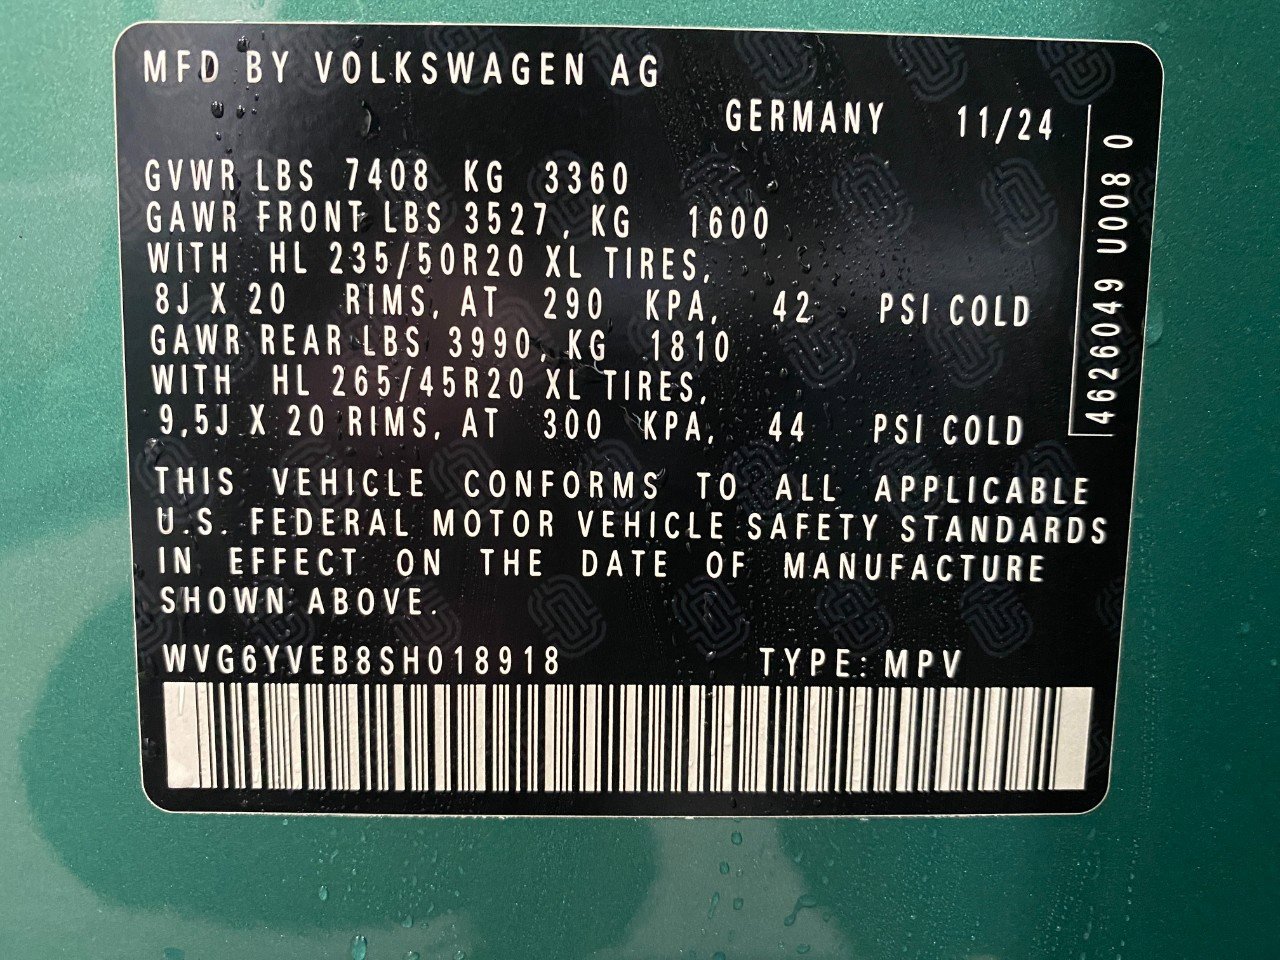 MFD BY VOLKSWAGEN AG
GERMANY 11/24
GVWR LBS 7408 KG 3360
GAWR FRONT LBS 3527, KG 1600
WITH HL 235/50R20 XL TIRES,
8J X 20 RIMS, AT 290 KPA, 42 PSI COLD
GAWR REAR LBS 3990, KG 1810
WITH HL 265/45R20 XL TIRES,
9,5J X 20 RIMS, AT 300 KPA, 44 PSI COLD
THIS VEHICLE CONFORMS TO ALL APPLICABLE
U.S. FEDERAL MOTOR VEHICLE SAFETY STANDARDS
IN EFFECT ON THE DATE OF MANUFACTURE
SHOWN ABOVE.
WVG6YVEB8SH018918 TYPE: MPV
4626049 U008 0